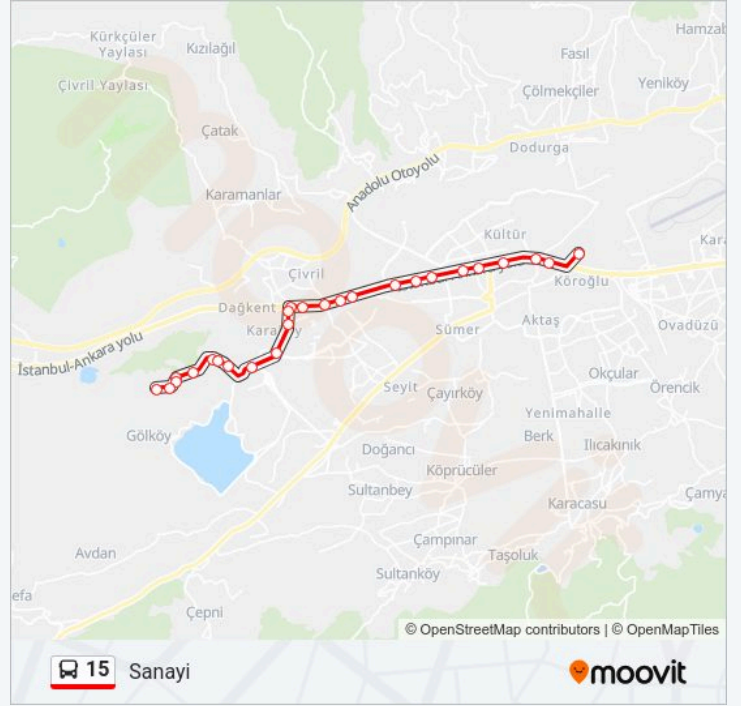 Kürkçüler
Yaylası
Kızılağıl
Hamzab
Fasıl
Çivril Yaylası
Çölmekçiler
Yeniköy
Çatak
Dodurga
Anadolu Otoyolu
Karamanlar
Kültür
Kara
Çivril
Köroğlu
Dağkent
Karaköy
Sümer
Aktaş
Ovadüzü
İstanbul-Ankara yolu
Okçular
Seyit
Çayırköy
Örencik
Yenimahalle
Gölköy
Berk
Ilıcakınık
Doğancı
Köprücüler
Sultanbey
Karacasu
Çamya
Çampınar
Avdan
Taşoluk
Sultanköy
efa
Çepni
© OpenStreetMap contributors | © OpenMapTiles
15 Sanayi
moovit